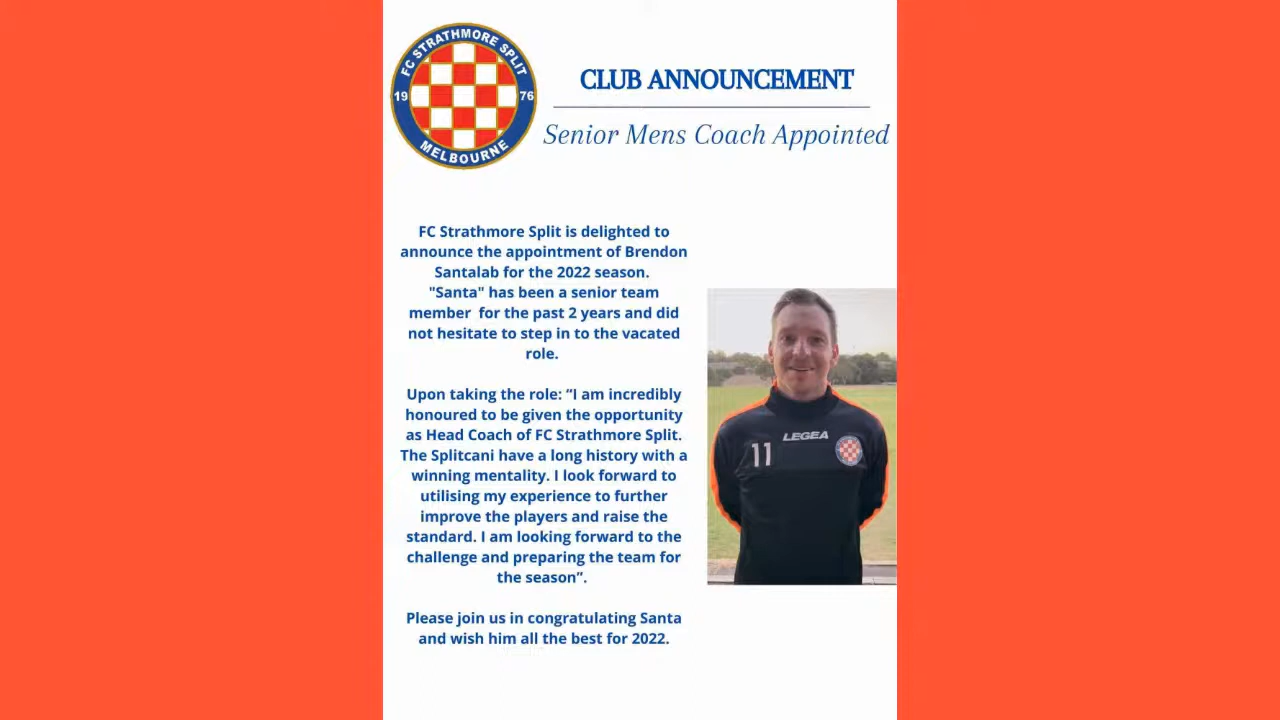 FC STRATHMORE SPLIT
19 76
MELBOURNE
CLUB ANNOUNCEMENT
Senior Mens Coach Appointed
FC Strathmore Split is delighted to
announce the appointment of Brendon
Santalab for the 2022 season.
"Santa" has been a senior team
member for the past 2 years and did
not hesitate to step in to the vacated
role.
Upon taking the role: “I am incredibly
honoured to be given the opportunity
as Head Coach of FC Strathmore Split.
The Splitcani have a long history with a
winning mentality. I look forward to
utilising my experience to further
improve the players and raise the
standard. I am looking forward to the
challenge and preparing the team for
the season”.
Please join us in congratulating Santa
and wish him all the best for 2022.
LEGEA
11